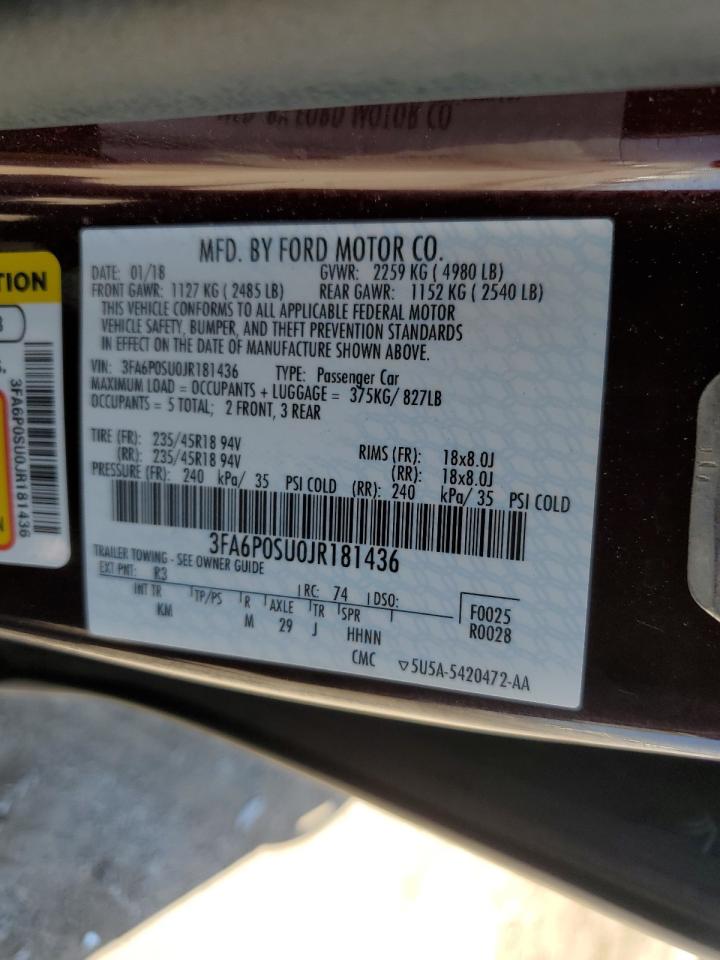 MFD. BY FORD MOTOR CO.
DATE: 01/18 GVWR: 2259 KG ( 4980 LB)
FRONT GAWR: 1127 KG ( 2485 LB) REAR GAWR: 1152 KG ( 2540 LB)
THIS VEHICLE CONFORMS TO ALL APPLICABLE FEDERAL MOTOR
VEHICLE SAFETY, BUMPER, AND THEFT PREVENTION STANDARDS
IN EFFECT ON THE DATE OF MANUFACTURE SHOWN ABOVE.
VIN: 3FA6P0SU0JR181436 TYPE: Passenger Car
MAXIMUM LOAD = OCCUPANTS + LUGGAGE = 375KG/ 827LB
OCCUPANTS = 5 TOTAL; 2 FRONT, 3 REAR
TIRE (FR): 235/45R18 94V RIMS (FR): 18x8.0J
(RR): 235/45R18 94V (RR): 18x8.0J
PRESSURE (FR): 240 kPa/ 35 PSI COLD (RR): 240 kPa/ 35 PSI COLD
3FA6P0SU0JR181436
TRAILER TOWING - SEE OWNER GUIDE
EXT PNT: R3 RC: 74 DSO:
INT TR TP/PS R AXLE TR SPR
KM M 29 J HHNN
CMC
F0025
R0028
▽5U5A-5420472-AA
TION
3FA6P0SU0JR181436